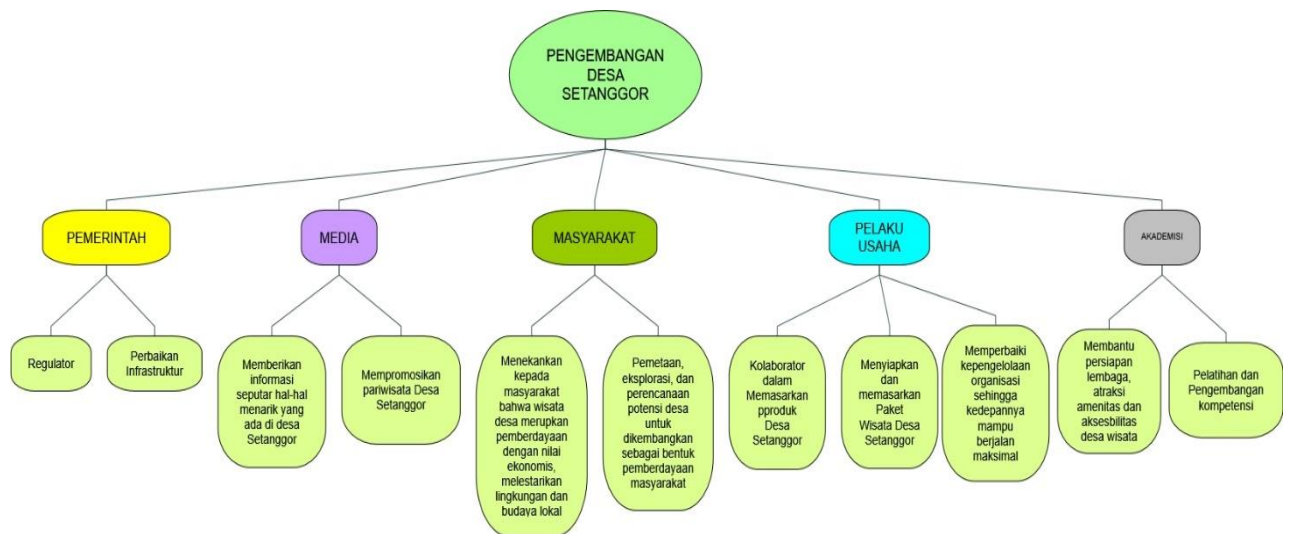 PENGEMBANGAN
DESA
SETANGGOR
PEMERINTAH
MEDIA
MASYARAKAT
PELAKU
USAHA
AKADEMISI
Regulator
Perbaikan
Infrastruktur
Memberikan
informasi
seputar hal-hal
menarik yang
ada di desa
Setanggor
Mempromosikan
pariwisata Desa
Setanggor
Menekankan
kepada
masyarakat
bahwa wisata
desa merupkan
pemberdayaan
dengan nilai
ekonomis,
melestarikan
lingkungan dan
budaya lokal
Pemetaan,
eksplorasi, dan
perencanaan
potensi desa
untuk
dikembangkan
sebagai bentuk
pemberdayaan
masyarakat
Kolaborator
dalam
Memasarkan
pproduk
Desa
Setanggor
Menyiapkan
dan
memasarkan
Paket
Wisata Desa
Setanggor
Memperbaiki
kepengelolaan
organisasi
sehingga
kedepannya
mampu
berjalan
maksimal
Membantu
persiapan
lembaga,
atraksi
amenitas dan
aksesbilitas
desa wisata
Pelatihan dan
Pengembangan
kompetensi